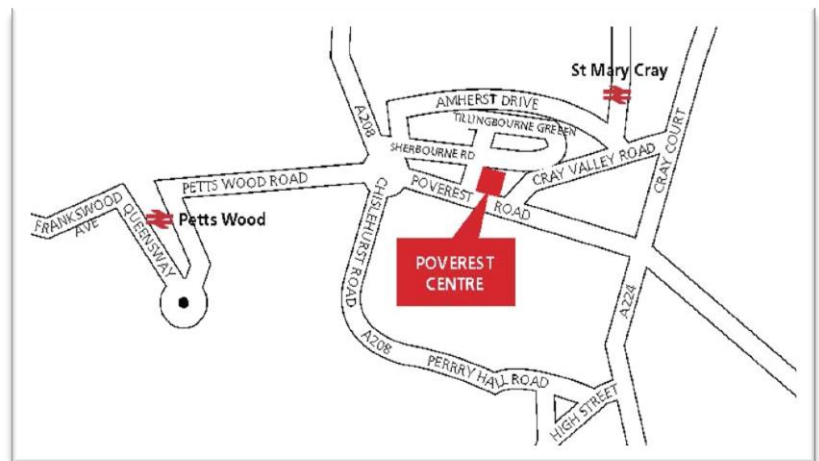 St Mary Cray
AMHERST DRIVE
A208
TILLINGBOURNE GREEEN
SHERBOURNE RD
CRAY COURT
CRAY VALLEY ROAD
PETTS WOOD ROAD
POVEREST ROAD
CHISLEHURST ROAD
FRANKSWOOD
AVE
QUEENSWAY
Petts Wood
POVEREST
CENTRE
A224
A208
PERRRY HALL ROAD
HIGH STREET